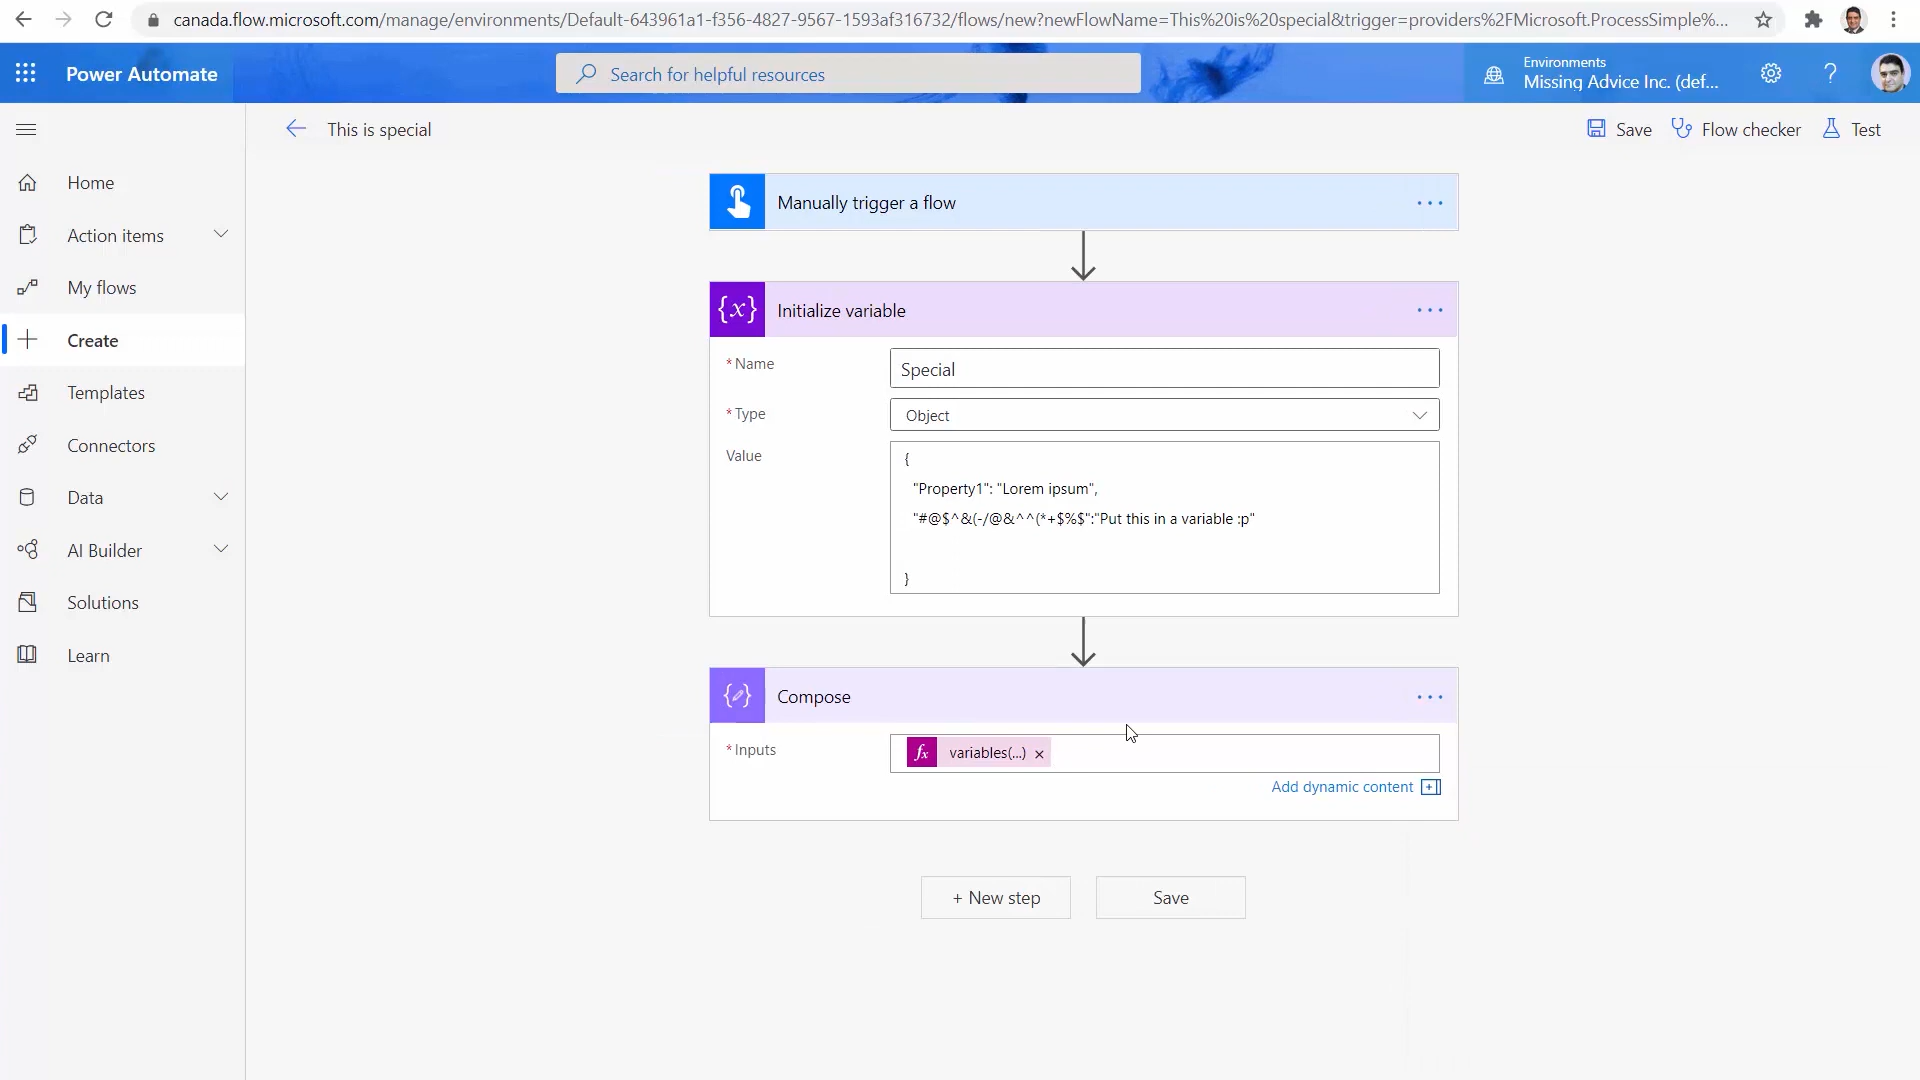 canada.flow.microsoft.com/manage/environments/Default-643961a1-f356-4827-9567-1593af316732/flows/new?newFlowName=This%20is%20special&trigger=providers%2FMicrosoft.ProcessSimple%...
Power Automate
Search for helpful resources
Environments
Missing Advice Inc. (def...
?
This is special
Save
Flow checker
Test
Home
Action items
My flows
Create
Templates
Connectors
Data
AI Builder
Solutions
Learn
Manually trigger a flow
...
{x} Initialize variable
...
* Name
Special
* Type
Object
Value
{
"Property1": "Lorem ipsum",
"#@$^&(-/@&^^(*+$%$":"Put this in a variable :p"
}
Compose
...
* Inputs
fx variables(...) ×
Add dynamic content
+ New step
Save